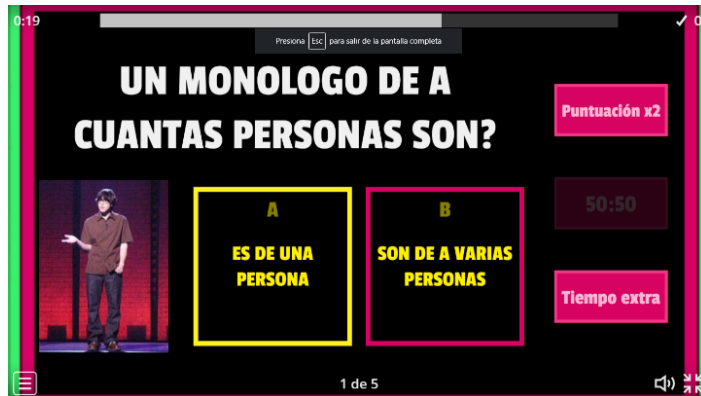 0:19
✓ 0
Presiona Esc para salir de la pantalla completa
UN MONOLOGO DE A
CUANTAS PERSONAS SON?
Puntuación x2
50:50
Tiempo extra
A
ES DE UNA
PERSONA
B
SON DE A VARIAS
PERSONAS
1 de 5